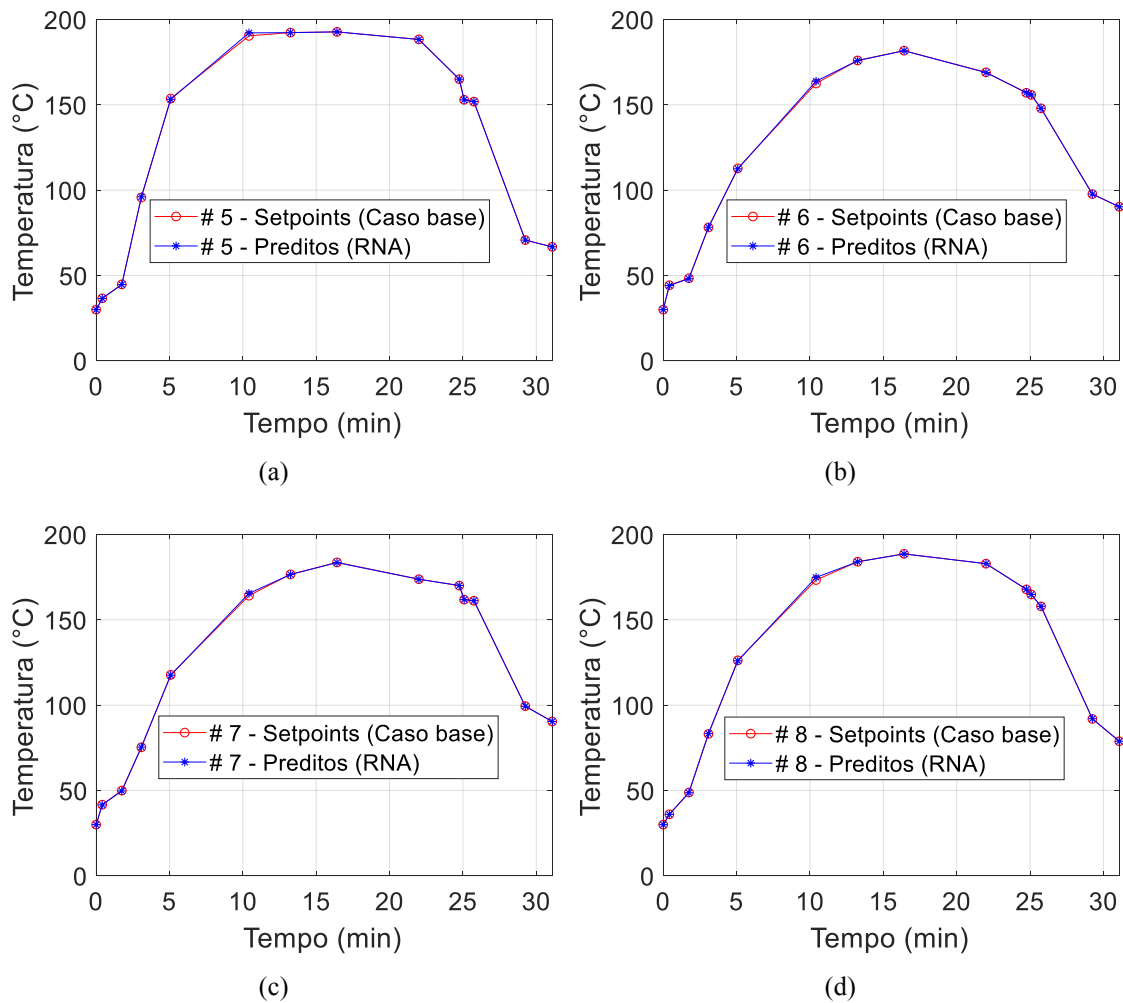 200
150
100
50
0
Temperatura (°C)
# 5 - Setpoints (Caso base)
# 5 - Preditos (RNA)
0 5 10 15 20 25 30
Tempo (min)
(a)
200
150
100
50
0
Temperatura (°C)
# 6 - Setpoints (Caso base)
# 6 - Preditos (RNA)
0 5 10 15 20 25 30
Tempo (min)
(b)
200
150
100
50
0
Temperatura (°C)
# 7 - Setpoints (Caso base)
# 7 - Preditos (RNA)
0 5 10 15 20 25 30
Tempo (min)
(c)
200
150
100
50
0
Temperatura (°C)
# 8 - Setpoints (Caso base)
# 8 - Preditos (RNA)
0 5 10 15 20 25 30
Tempo (min)
(d)